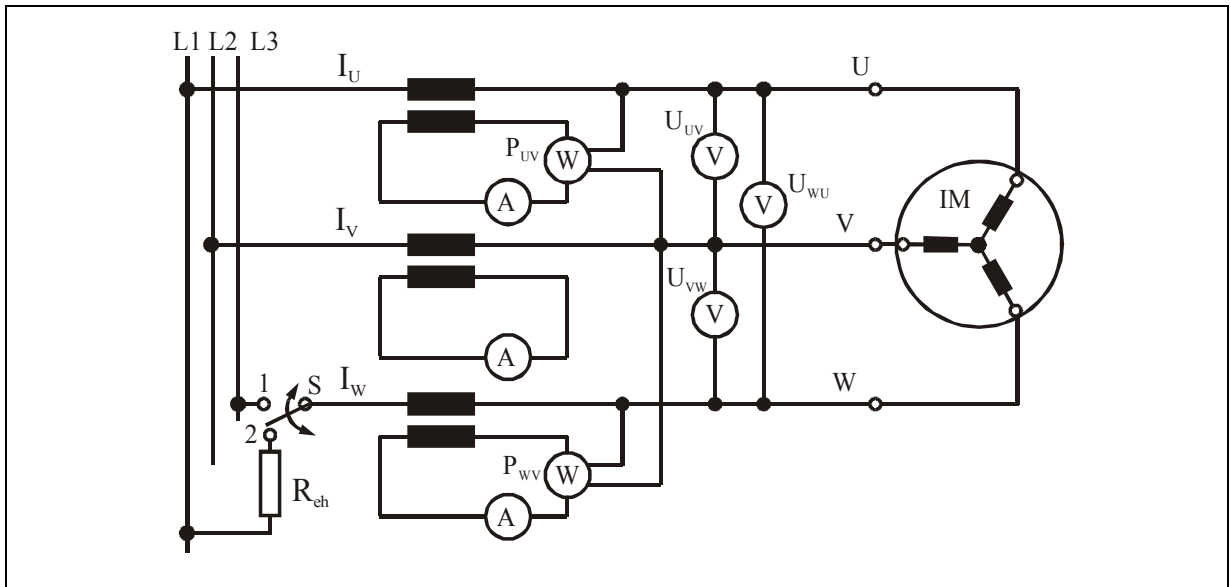 L1 L2 L3
I_U
U
U_UV
P_UV
W
V
IM
U_WU
V
A
I_V
V
U_VW
V
A
1
S
I_W
W
2
P_WV
W
R_eh
A